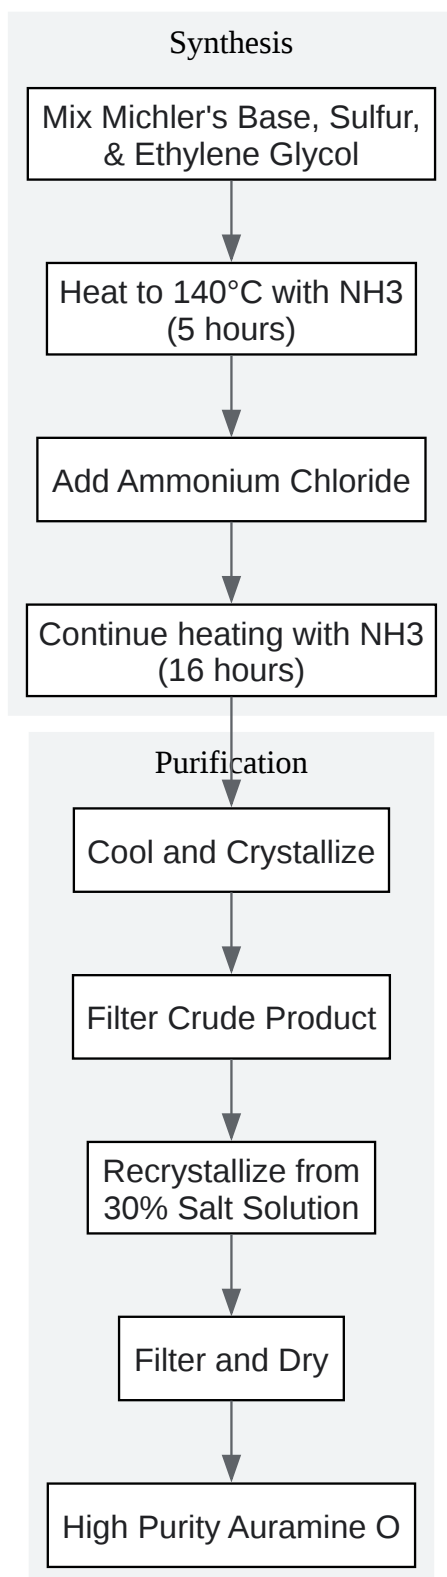 Synthesis
Mix Michler's Base, Sulfur,
& Ethylene Glycol
Heat to 140°C with NH3
(5 hours)
Add Ammonium Chloride
Continue heating with NH3
(16 hours)
Purification
Cool and Crystallize
Filter Crude Product
Recrystallize from
30% Salt Solution
Filter and Dry
High Purity Auramine O